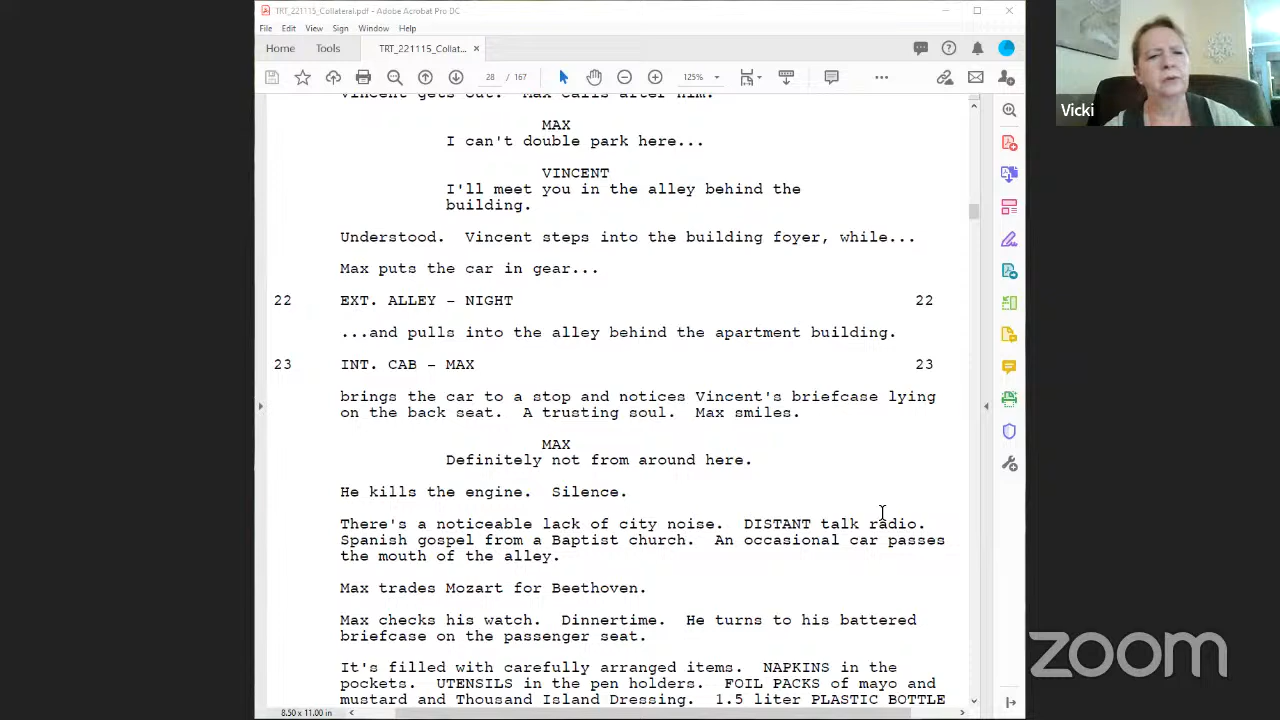 TRT_221115_Collateral.pdf - Adobe Acrobat Pro DC
File Edit View Sign Window Help
Home Tools TRT_221115_Collat... ×
28 / 167 125%
Vincent gets out. Max calls after him.
MAX
I can't double park here...
VINCENT
I'll meet you in the alley behind the
building.
Understood. Vincent steps into the building foyer, while...
Max puts the car in gear...
22 EXT. ALLEY - NIGHT 22
...and pulls into the alley behind the apartment building.
23 INT. CAB - MAX 23
brings the car to a stop and notices Vincent's briefcase lying
on the back seat. A trusting soul. Max smiles.
MAX
Definitely not from around here.
He kills the engine. Silence.
There's a noticeable lack of city noise. DISTANT talk radio.
Spanish gospel from a Baptist church. An occasional car passes
the mouth of the alley.
Max trades Mozart for Beethoven.
Max checks his watch. Dinnertime. He turns to his battered
briefcase on the passenger seat.
It's filled with carefully arranged items. NAPKINS in the
pockets. UTENSILS in the pen holders. FOIL PACKS of mayo and
mustard and Thousand Island Dressing. 1.5 liter PLASTIC BOTTLE
8.50 x 11.00 in
Vicki
zoom